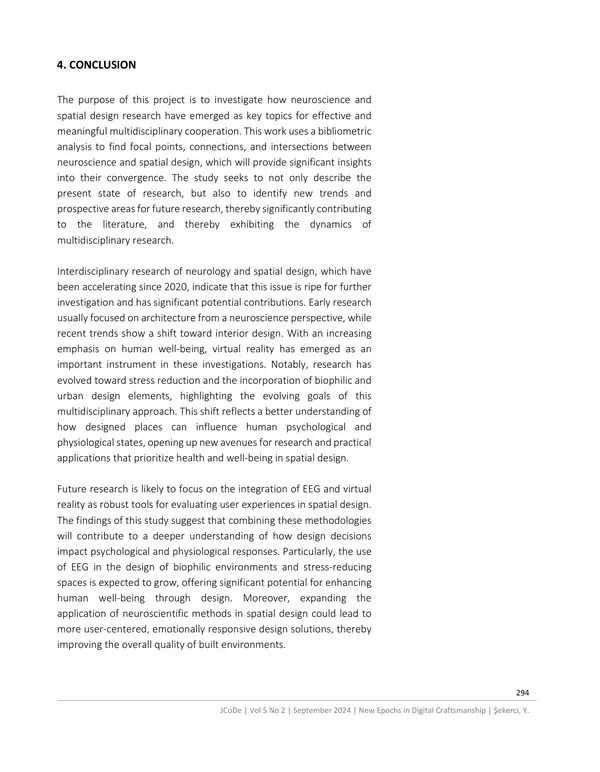 4. CONCLUSION
The purpose of this project is to investigate how neuroscience and
spatial design research have emerged as key topics for effective and
meaningful multidisciplinary cooperation. This work uses a bibliometric
analysis to find focal points, connections, and intersections between
neuroscience and spatial design, which will provide significant insights
into their convergence. The study seeks to not only describe the
present state of research, but also to identify new trends and
prospective areas for future research, thereby significantly contributing
to the literature, and thereby exhibiting the dynamics of
multidisciplinary research.
Interdisciplinary research of neurology and spatial design, which have
been accelerating since 2020, indicate that this issue is ripe for further
investigation and has significant potential contributions. Early research
usually focused on architecture from a neuroscience perspective, while
recent trends show a shift toward interior design. With an increasing
emphasis on human well-being, virtual reality has emerged as an
important instrument in these investigations. Notably, research has
evolved toward stress reduction and the incorporation of biophilic and
urban design elements, highlighting the evolving goals of this
multidisciplinary approach. This shift reflects a better understanding of
how designed places can influence human psychological and
physiological states, opening up new avenues for research and practical
applications that prioritize health and well-being in spatial design.
Future research is likely to focus on the integration of EEG and virtual
reality as robust tools for evaluating user experiences in spatial design.
The findings of this study suggest that combining these methodologies
will contribute to a deeper understanding of how design decisions
impact psychological and physiological responses. Particularly, the use
of EEG in the design of biophilic environments and stress-reducing
spaces is expected to grow, offering significant potential for enhancing
human well-being through design. Moreover, expanding the
application of neuroscientific methods in spatial design could lead to
more user-centered, emotionally responsive design solutions, thereby
improving the overall quality of built environments.
294
JCoDe | Vol 5 No 2 | September 2024 | New Epochs in Digital Craftsmanship | Şekerci, Y.